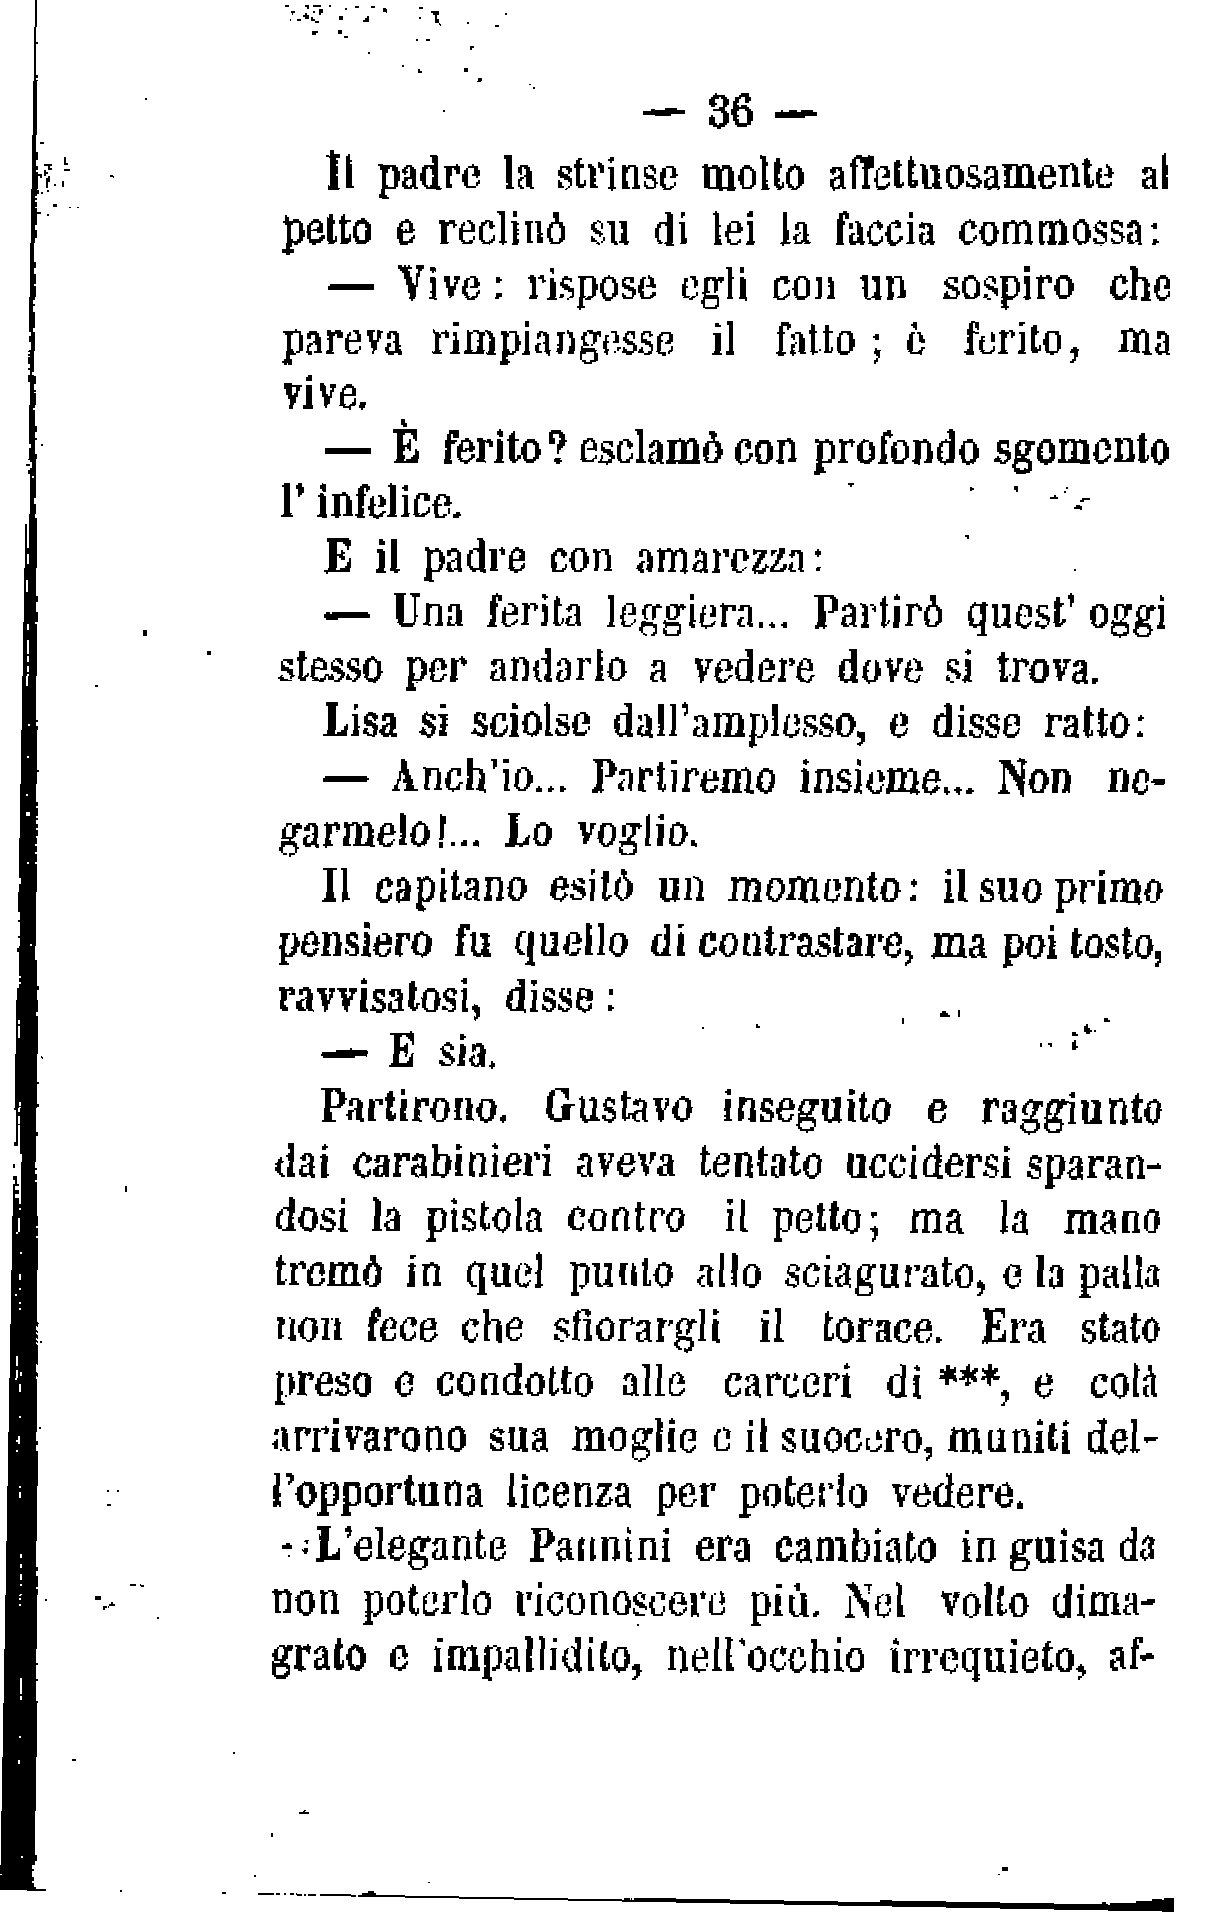 — 36 —
Il padre la strinse molto affettuosamente al
petto e reclinò su di lei la faccia commossa:
— Vive: rispose egli con un sospiro che
pareva rimpiangesse il fatto; è ferito, ma
vive.
— È ferito? esclamò con profondo sgomento
l' infelice.
E il padre con amarezza:
— Una ferita leggiera... Partirò quest' oggi
stesso per andarlo a vedere dove si trova.
Lisa si sciolse dall'amplesso, e disse ratto:
— Anch'io... Partiremo insieme... Non ne-
garmelo!... Lo voglio.
Il capitano esitò un momento: il suo primo
pensiero fu quello di contrastare, ma poi tosto,
ravvisatosi, disse:
— E sia.
Partirono. Gustavo inseguito e raggiunto
dai carabinieri aveva tentato uccidersi sparan-
dosi la pistola contro il petto; ma la mano
tremò in quel punto allo sciagurato, e la palla
non fece che sfiorargli il torace. Era stato
preso e condotto alle carceri di ***, e colà
arrivarono sua moglie e il suocero, muniti del-
l'opportuna licenza per poterlo vedere.
L'elegante Pannini era cambiato in guisa da
non poterlo riconoscere più. Nel volto dima-
grato e impallidito, nell'occhio irrequieto, af-